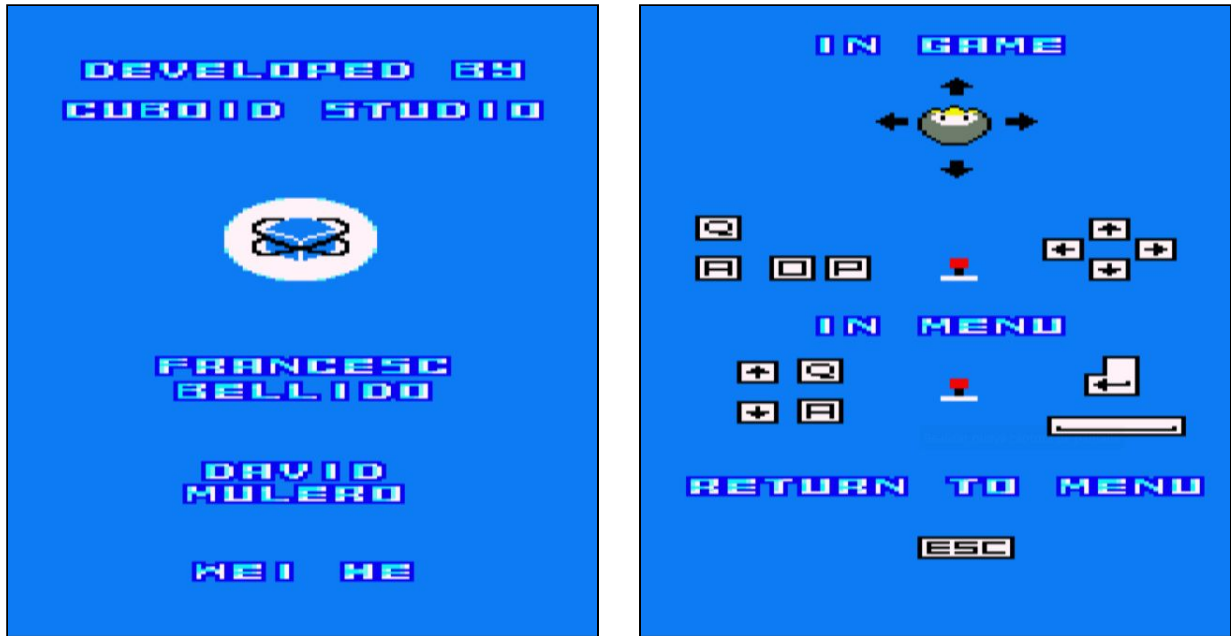 DEVELOPED BY
CUBOID STUDIO
FRANCESC
BELLIDO
DAVID
MULERO
WEI HE
IN GAME
Q
A O P
IN MENU
Q
A
RETURN TO MENU
ESC